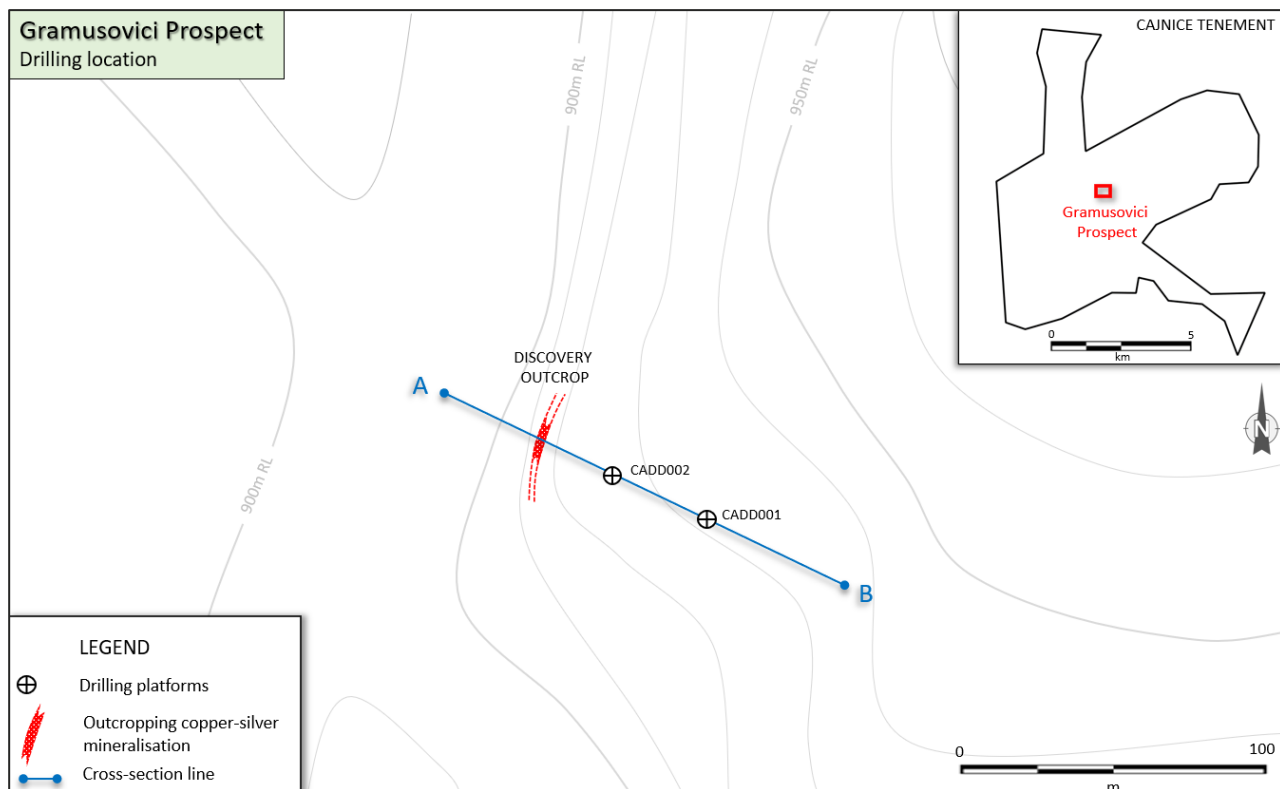 Gramusovici Prospect
Drilling location
900m RL
950m RL
CAJNICE TENEMENT
Gramusovici
Prospect
0
5
km
N
DISCOVERY
OUTCROP
A
900m RL
CADD002
CADD001
B
LEGEND
Drilling platforms
Outcropping copper-silver
mineralisation
Cross-section line
0
100
m